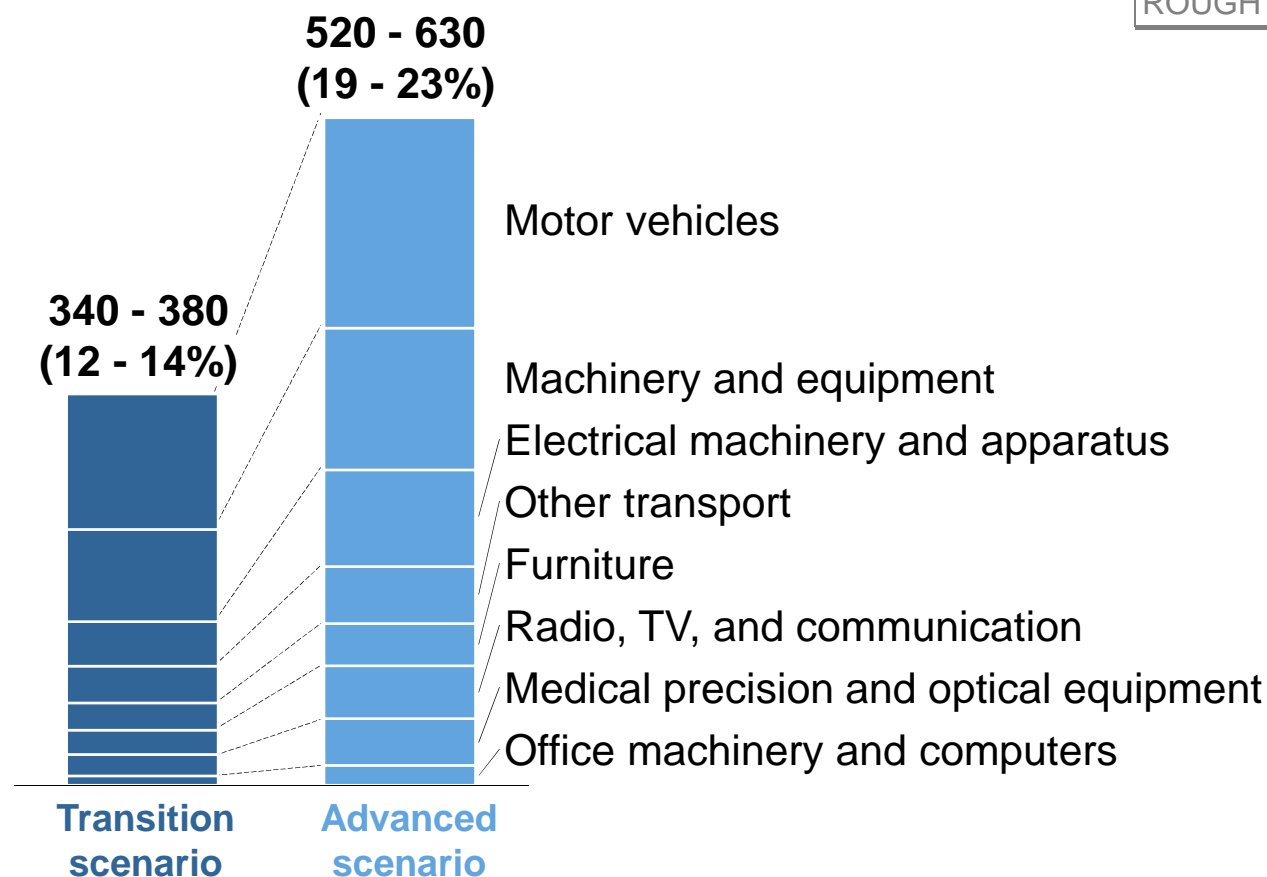 ROUGH
520 - 630
(19 - 23%)
340 - 380
(12 - 14%)
Motor vehicles
Machinery and equipment
Electrical machinery and apparatus
Other transport
Furniture
Radio, TV, and communication
Medical precision and optical equipment
Office machinery and computers
Transition
scenario
Advanced
scenario